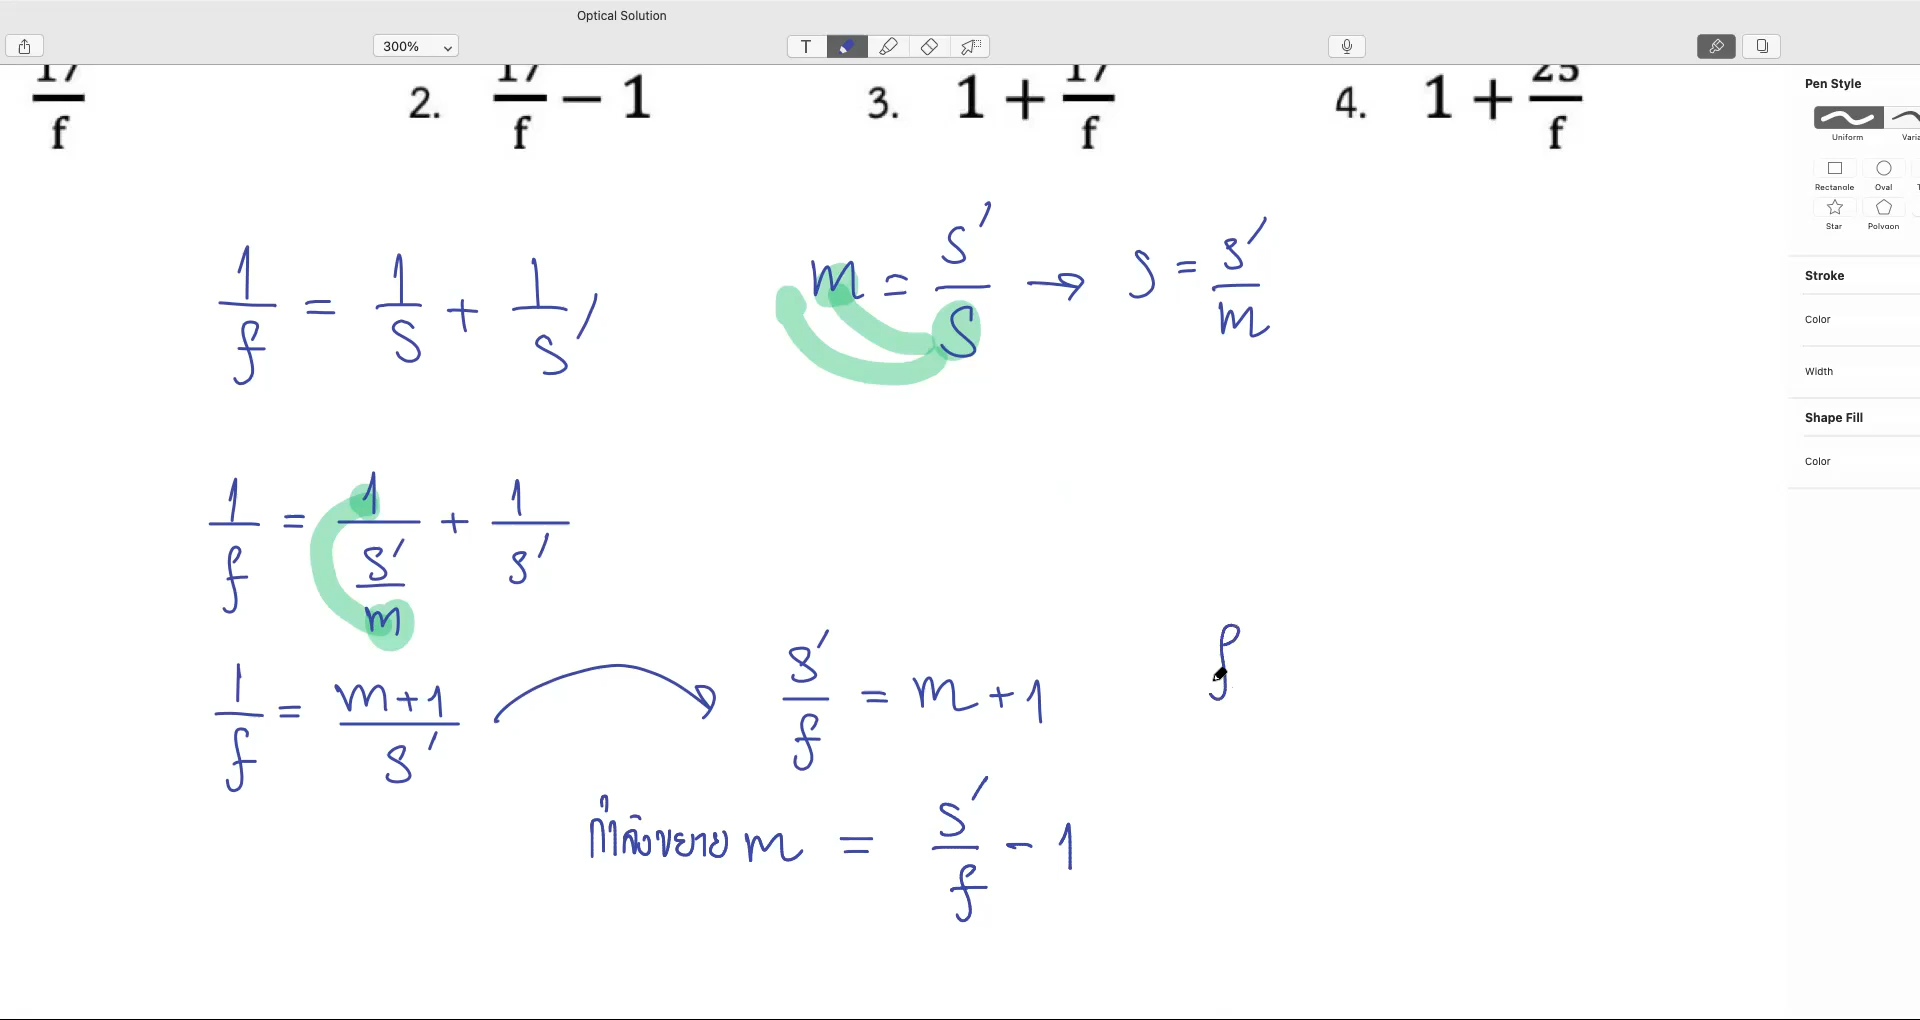 Optical Solution
300%
T
17/f
2. 17/f − 1
3. 1 + 17/f
4. 1 + 25/f
Pen Style
Uniform
Varia
Rectangle
Oval
T
Star
Polygon
Stroke
Color
Width
Shape Fill
Color
1/f = 1/s + 1/s′
m = s′/s → s = s′/m
1/f = 1/(s′/m) + 1/s′
1/f = (m+1)/s′
s′/f = m + 1
f
กำลังขยาย m = s′/f − 1